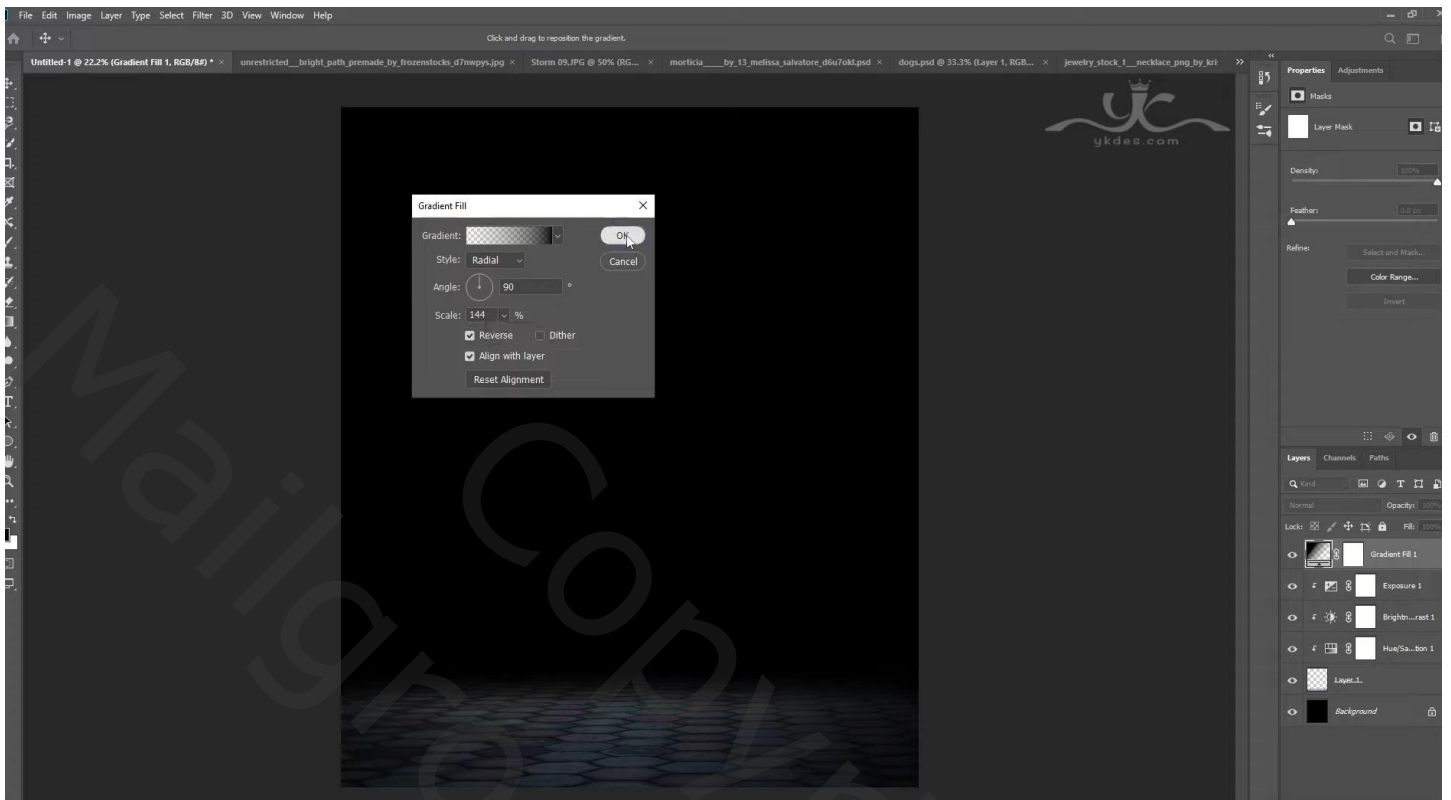 File Edit Image Layer Type Select Filter 3D View Window Help
Click and drag to reposition the gradient.
Untitled-1 @ 22.2% (Gradient Fill 1, RGB/8#) * × unrestricted__bright_path_premade_by_frozenstocks_d7nwpys.jpg × Storm 09.JPG @ 50% (RG... × morticia____by_13_melissa_salvatore_d6u7okl.psd × dogs.psd @ 33.3% (Layer 1, RGB... × jewelry_stock_1__necklace_png_by_kri
Properties Adjustments
Masks
Layer Mask
Density: 100%
Feather: 0.0 px
Refine: Select and Mask...
Color Range...
Invert
yc
ykdes.com
Gradient Fill
Gradient: OK
Style: Radial Cancel
Angle: 90 °
Scale: 144 %
Reverse Dither
Align with layer
Reset Alignment
Layers Channels Paths
Kind
Normal Opacity: 100%
Lock: Fill: 100%
Gradient Fill 1
Exposure 1
Brightn...rast 1
Hue/Sa...tion 1
Layer 1
Background